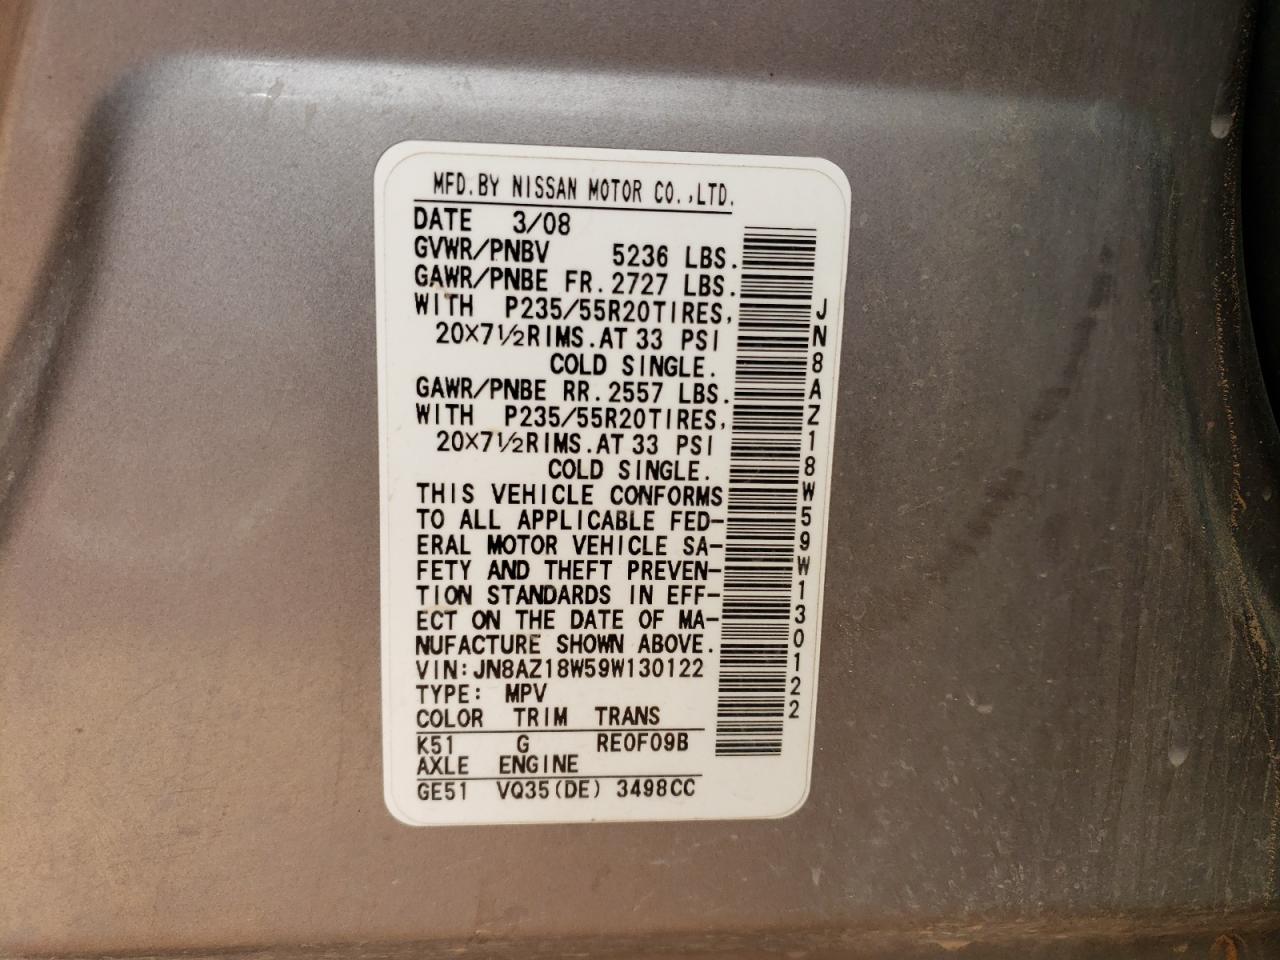 MFD.BY NISSAN MOTOR CO.,LTD.
DATE 3/08
GVWR/PNBV 5236 LBS.
GAWR/PNBE FR.2727 LBS.
WITH P235/55R20TIRES,
20×7½RIMS.AT 33 PSI
COLD SINGLE.
GAWR/PNBE RR.2557 LBS.
WITH P235/55R20TIRES,
20×7½RIMS.AT 33 PSI
COLD SINGLE.
THIS VEHICLE CONFORMS
TO ALL APPLICABLE FED-
ERAL MOTOR VEHICLE SA-
FETY AND THEFT PREVEN-
TION STANDARDS IN EFF-
ECT ON THE DATE OF MA-
NUFACTURE SHOWN ABOVE.
VIN:JN8AZ18W59W130122
TYPE: MPV
COLOR TRIM TRANS
K51 G RE0F09B
AXLE ENGINE
GE51 VQ35(DE) 3498CC
JN8AZ18W59W130122